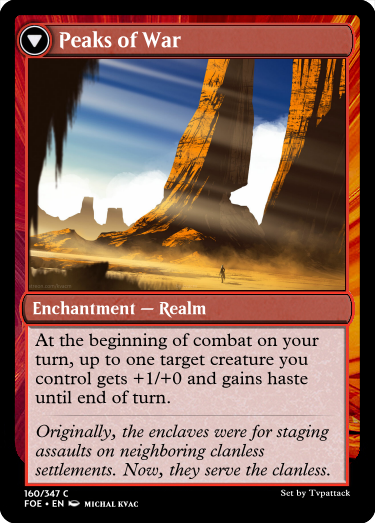 Peaks of War
Enchantment — Realm
At the beginning of combat on your
turn, up to one target creature you
control gets +1/+0 and gains haste
until end of turn.
Originally, the enclaves were for staging
assaults on neighboring clanless
settlements. Now, they serve the clanless.
160/347 C
Set by Tvpattack
FOE • EN MICHAL KVAC